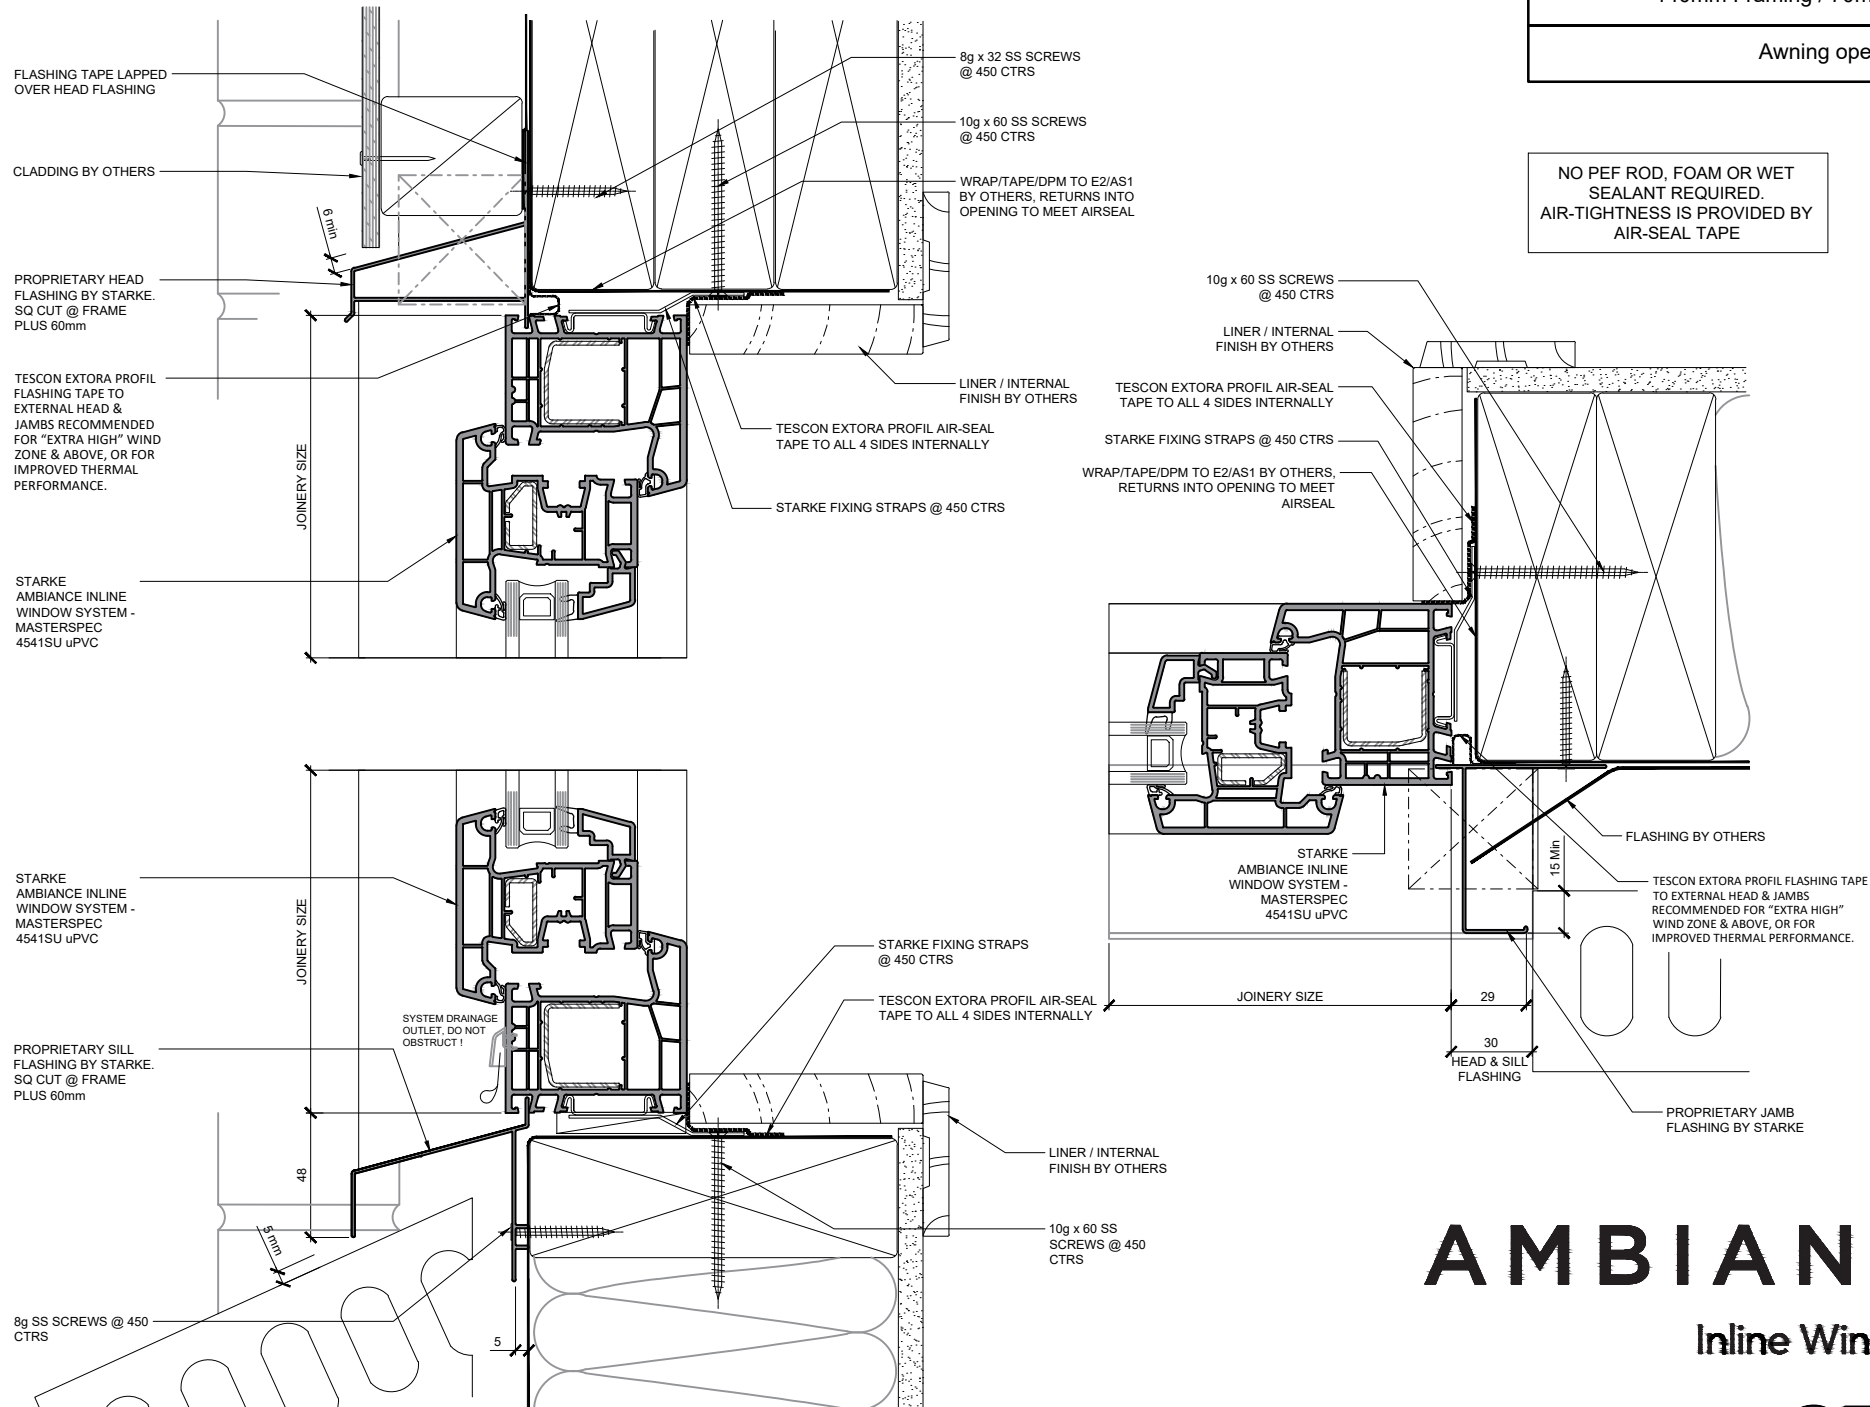 Awning ope
NO PEF ROD, FOAM OR WET
SEALANT REQUIRED.
AIR-TIGHTNESS IS PROVIDED BY
AIR-SEAL TAPE
FLASHING TAPE LAPPED
OVER HEAD FLASHING
CLADDING BY OTHERS
6 min
PROPRIETARY HEAD
FLASHING BY STARKE.
SQ CUT @ FRAME
PLUS 60mm
TESCON EXTORA PROFIL
FLASHING TAPE TO
EXTERNAL HEAD &
JAMBS RECOMMENDED
FOR “EXTRA HIGH” WIND
ZONE & ABOVE, OR FOR
IMPROVED THERMAL
PERFORMANCE.
JOINERY SIZE
STARKE
AMBIANCE INLINE
WINDOW SYSTEM -
MASTERSPEC
4541SU uPVC
8g x 32 SS SCREWS
@ 450 CTRS
10g x 60 SS SCREWS
@ 450 CTRS
WRAP/TAPE/DPM TO E2/AS1
BY OTHERS, RETURNS INTO
OPENING TO MEET AIRSEAL
LINER / INTERNAL
FINISH BY OTHERS
TESCON EXTORA PROFIL AIR-SEAL
TAPE TO ALL 4 SIDES INTERNALLY
STARKE FIXING STRAPS @ 450 CTRS
10g x 60 SS SCREWS
@ 450 CTRS
LINER / INTERNAL
FINISH BY OTHERS
TESCON EXTORA PROFIL AIR-SEAL
TAPE TO ALL 4 SIDES INTERNALLY
STARKE FIXING STRAPS @ 450 CTRS
WRAP/TAPE/DPM TO E2/AS1 BY OTHERS,
RETURNS INTO OPENING TO MEET
AIRSEAL
STARKE
AMBIANCE INLINE
WINDOW SYSTEM -
MASTERSPEC
4541SU uPVC
FLASHING BY OTHERS
15 Min
TESCON EXTORA PROFIL FLASHING TAPE
TO EXTERNAL HEAD & JAMBS
RECOMMENDED FOR “EXTRA HIGH”
WIND ZONE & ABOVE, OR FOR
IMPROVED THERMAL PERFORMANCE.
JOINERY SIZE
29
30
HEAD & SILL
FLASHING
PROPRIETARY JAMB
FLASHING BY STARKE
STARKE
AMBIANCE INLINE
WINDOW SYSTEM -
MASTERSPEC
4541SU uPVC
JOINERY SIZE
SYSTEM DRAINAGE
OUTLET, DO NOT
OBSTRUCT !
PROPRIETARY SILL
FLASHING BY STARKE.
SQ CUT @ FRAME
PLUS 60mm
48
5 mm
8g SS SCREWS @ 450
CTRS
5
STARKE FIXING STRAPS
@ 450 CTRS
TESCON EXTORA PROFIL AIR-SEAL
TAPE TO ALL 4 SIDES INTERNALLY
LINER / INTERNAL
FINISH BY OTHERS
10g x 60 SS
SCREWS @ 450
CTRS
AMBIAN
Inline Win